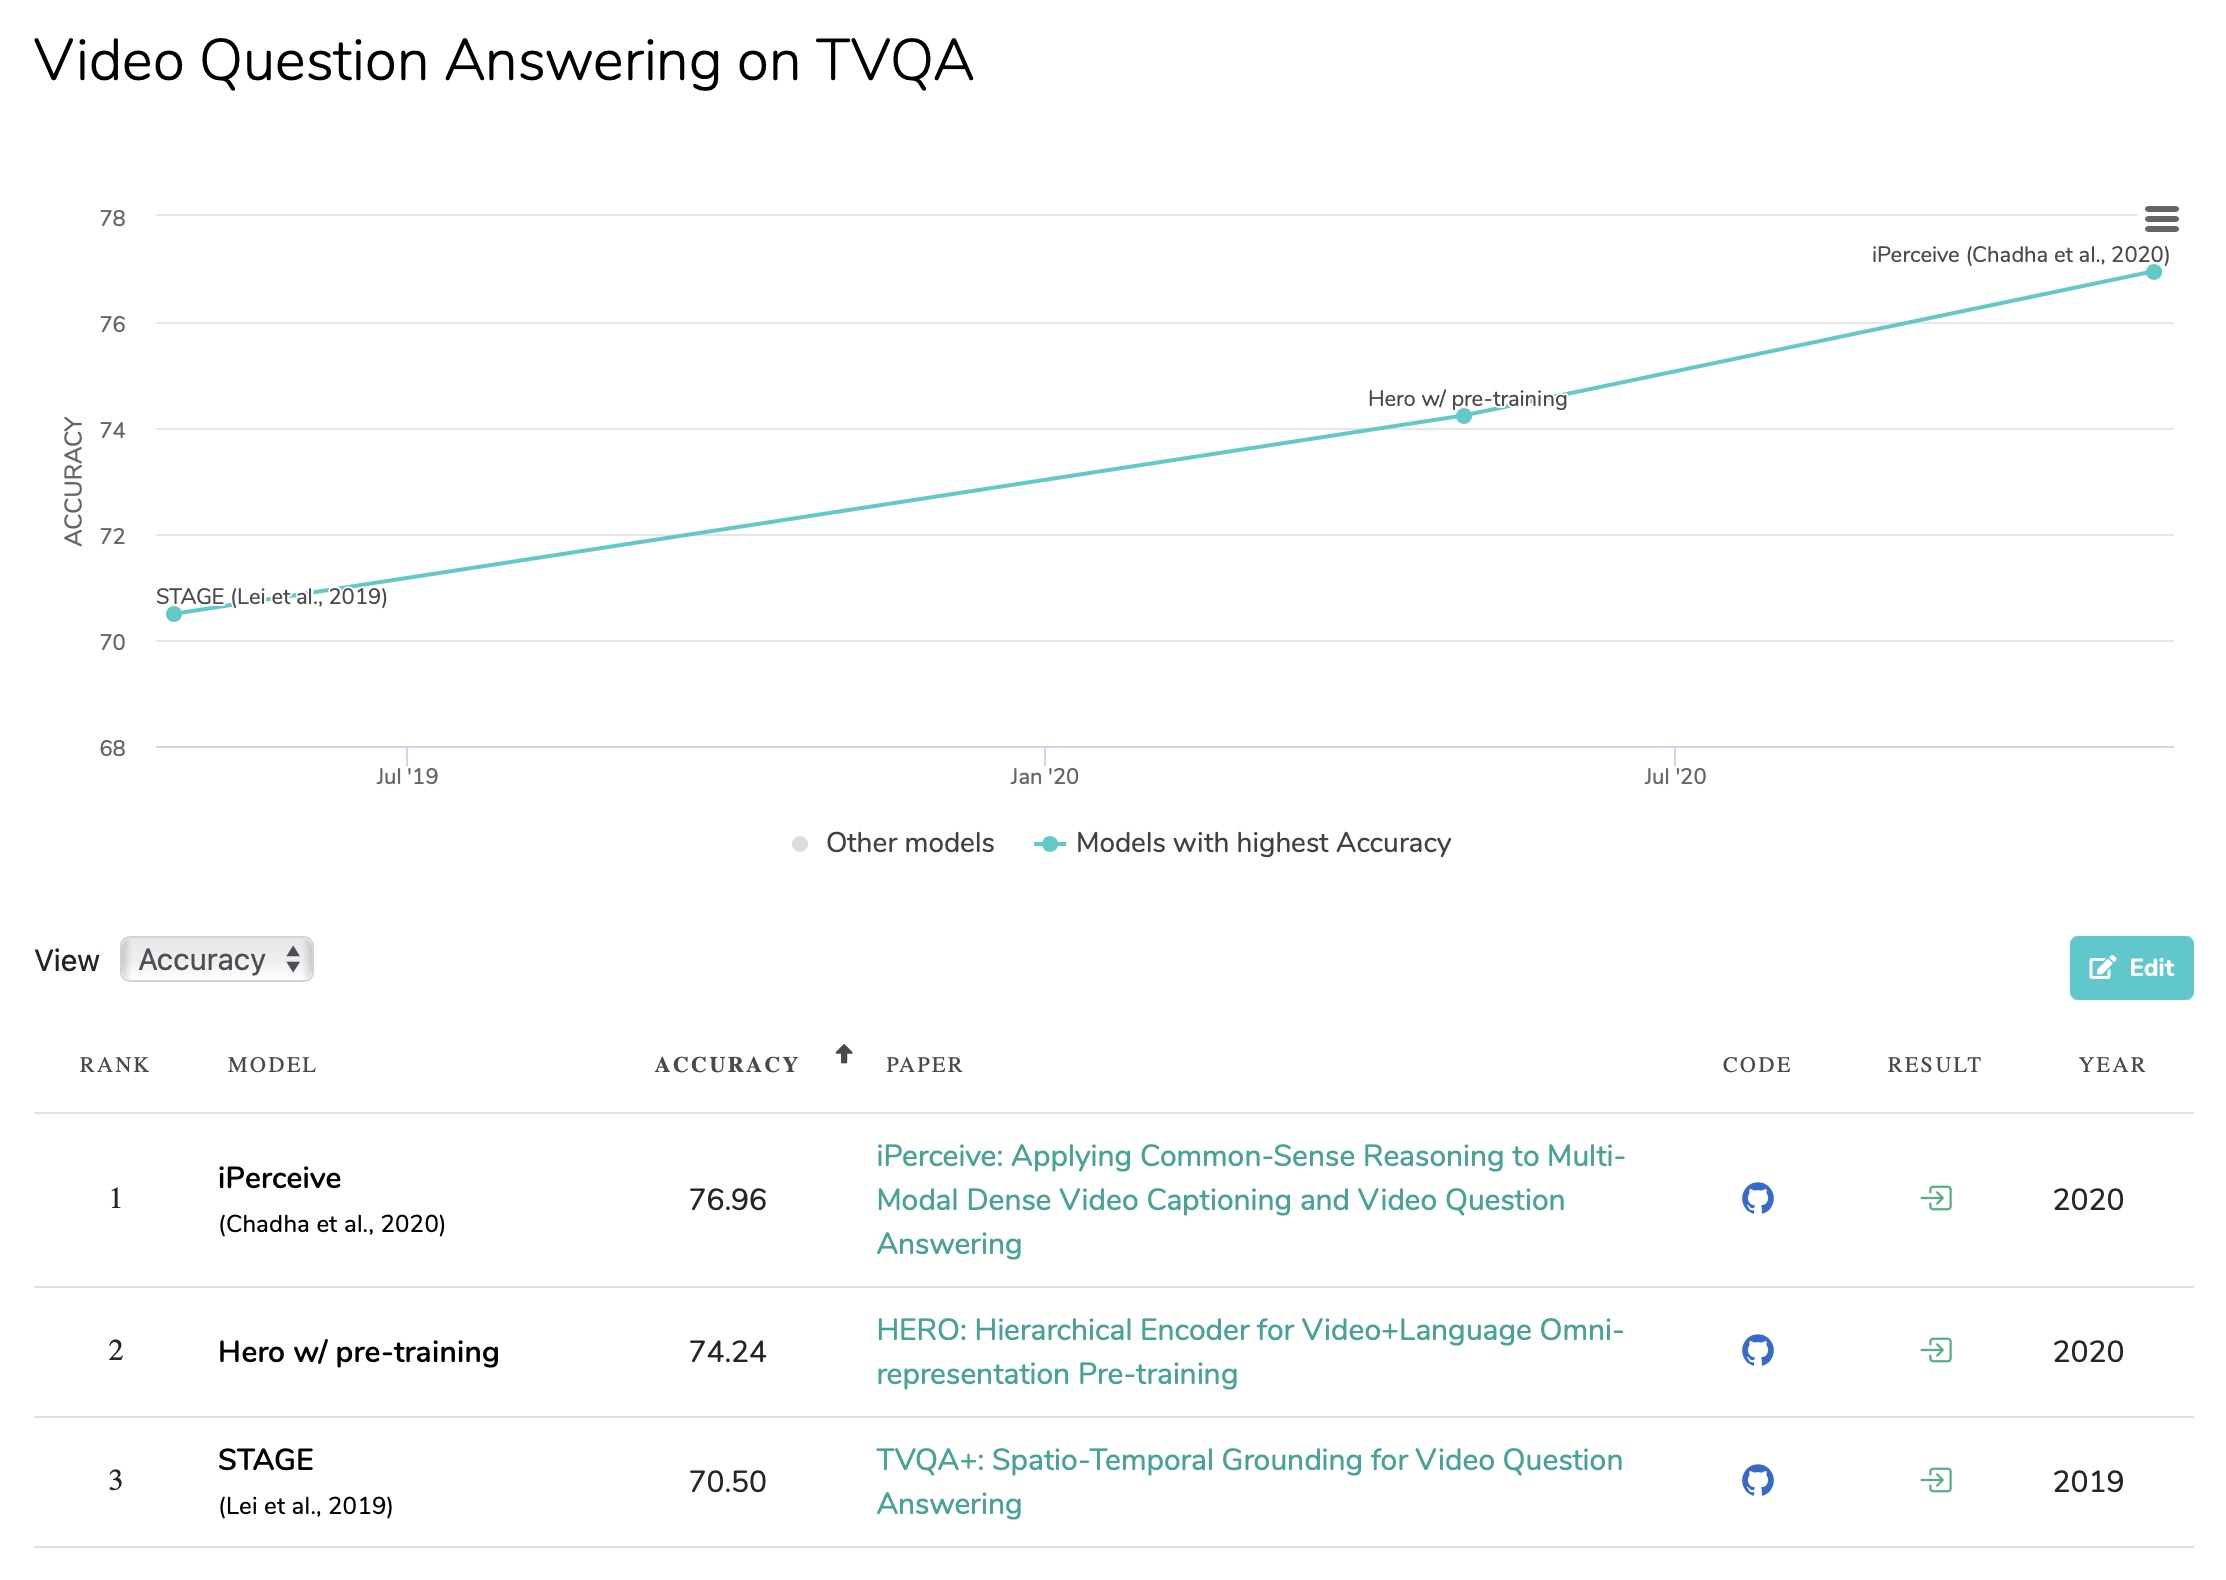 Video Question Answering on TVQA
78
iPerceive (Chadha et al., 2020)
76
Hero w/ pre-training
74
ACCURACY
72
STAGE (Lei et al., 2019)
70
68
Jul '19 Jan '20 Jul '20
Other models Models with highest Accuracy
View Accuracy Edit
RANK MODEL ACCURACY PAPER CODE RESULT YEAR
iPerceive: Applying Common-Sense Reasoning to Multi-
iPerceive
1 76.96 Modal Dense Video Captioning and Video Question 2020
(Chadha et al., 2020)
Answering
HERO: Hierarchical Encoder for Video+Language Omni-
2 Hero w/ pre-training 74.24 2020
representation Pre-training
STAGE TVQA+: Spatio-Temporal Grounding for Video Question
3 70.50 2019
(Lei et al., 2019) Answering